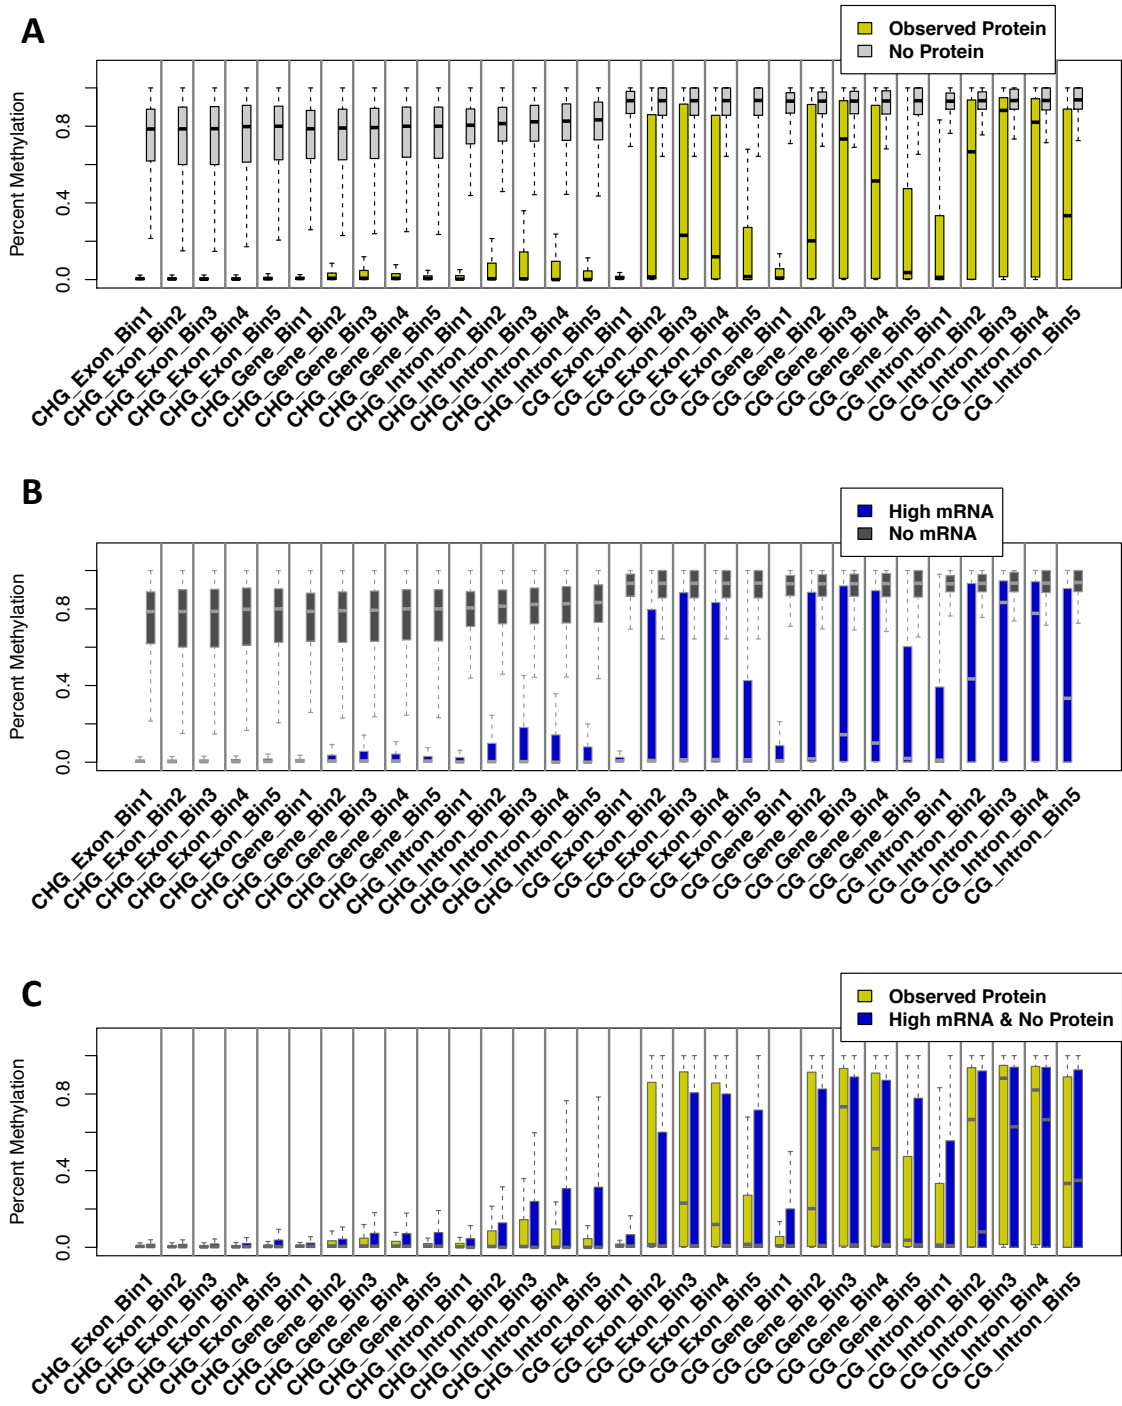 A
Observed Protein
No Protein
Percent Methylation
0.8
0.4
0.0
CHG_Exon_Bin1
CHG_Exon_Bin2
CHG_Exon_Bin3
CHG_Exon_Bin4
CHG_Exon_Bin5
CHG_Gene_Bin1
CHG_Gene_Bin2
CHG_Gene_Bin3
CHG_Gene_Bin4
CHG_Gene_Bin5
CHG_Intron_Bin1
CHG_Intron_Bin2
CHG_Intron_Bin3
CHG_Intron_Bin4
CHG_Intron_Bin5
CG_Exon_Bin1
CG_Exon_Bin2
CG_Exon_Bin3
CG_Exon_Bin4
CG_Exon_Bin5
CG_Gene_Bin1
CG_Gene_Bin2
CG_Gene_Bin3
CG_Gene_Bin4
CG_Gene_Bin5
CG_Intron_Bin1
CG_Intron_Bin2
CG_Intron_Bin3
CG_Intron_Bin4
CG_Intron_Bin5
B
High mRNA
No mRNA
Percent Methylation
0.8
0.4
0.0
CHG_Exon_Bin1
CHG_Exon_Bin2
CHG_Exon_Bin3
CHG_Exon_Bin4
CHG_Exon_Bin5
CHG_Gene_Bin1
CHG_Gene_Bin2
CHG_Gene_Bin3
CHG_Gene_Bin4
CHG_Gene_Bin5
CHG_Intron_Bin1
CHG_Intron_Bin2
CHG_Intron_Bin3
CHG_Intron_Bin4
CHG_Intron_Bin5
CG_Exon_Bin1
CG_Exon_Bin2
CG_Exon_Bin3
CG_Exon_Bin4
CG_Exon_Bin5
CG_Gene_Bin1
CG_Gene_Bin2
CG_Gene_Bin3
CG_Gene_Bin4
CG_Gene_Bin5
CG_Intron_Bin1
CG_Intron_Bin2
CG_Intron_Bin3
CG_Intron_Bin4
CG_Intron_Bin5
C
Observed Protein
High mRNA & No Protein
Percent Methylation
0.8
0.4
0.0
CHG_Exon_Bin1
CHG_Exon_Bin2
CHG_Exon_Bin3
CHG_Exon_Bin4
CHG_Exon_Bin5
CHG_Gene_Bin1
CHG_Gene_Bin2
CHG_Gene_Bin3
CHG_Gene_Bin4
CHG_Gene_Bin5
CHG_Intron_Bin1
CHG_Intron_Bin2
CHG_Intron_Bin3
CHG_Intron_Bin4
CHG_Intron_Bin5
CG_Exon_Bin1
CG_Exon_Bin2
CG_Exon_Bin3
CG_Exon_Bin4
CG_Exon_Bin5
CG_Gene_Bin1
CG_Gene_Bin2
CG_Gene_Bin3
CG_Gene_Bin4
CG_Gene_Bin5
CG_Intron_Bin1
CG_Intron_Bin2
CG_Intron_Bin3
CG_Intron_Bin4
CG_Intron_Bin5